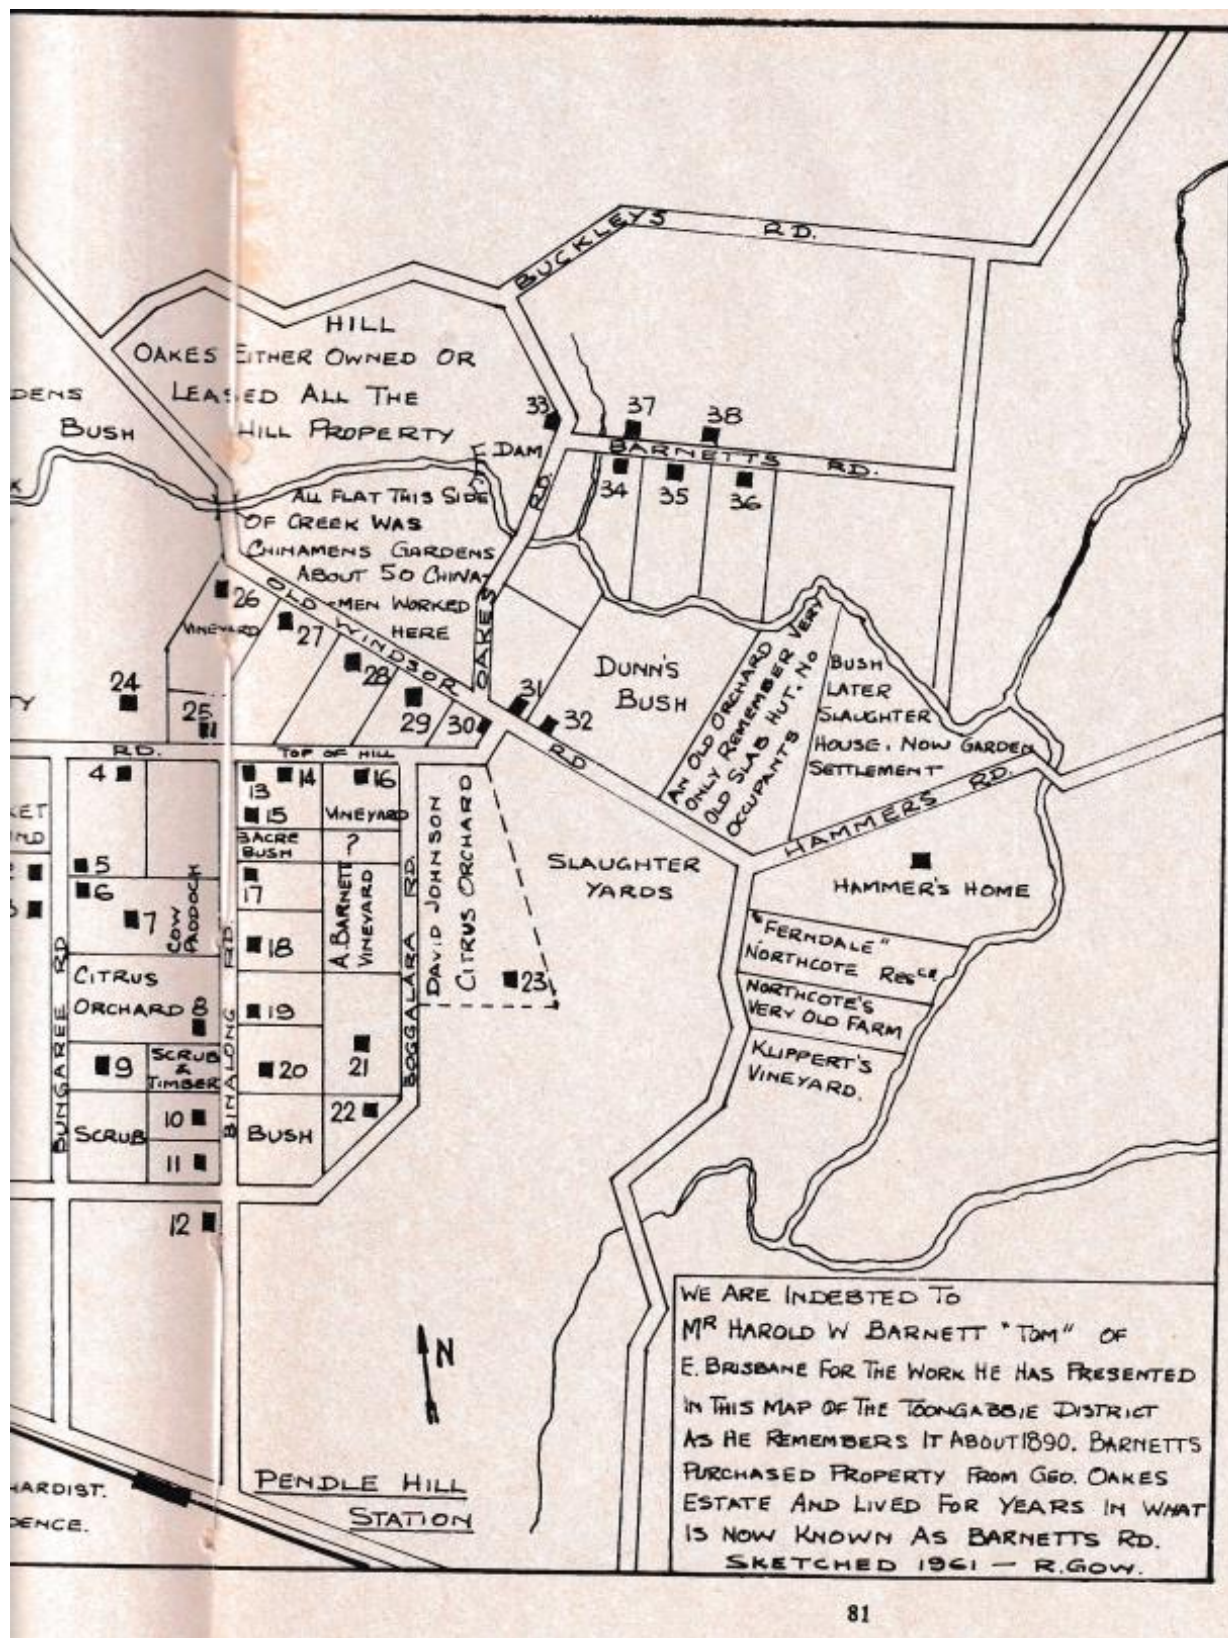 BUCKLEYS RD.
HILL
OAKES EITHER OWNED OR
LEASED ALL THE
HILL PROPERTY
BUSH
33
DAM
37
38
BARNETTS RD.
34
35
36
ALL FLAT THIS SIDE
OF CREEK WAS
CHINAMENS GARDENS
ABOUT 50 CHINA-
-MEN WORKED
HERE
OAKES RD.
OLD WINDSOR RD
26
VINEYARD
27
28
29
30
31
32
24
25
DUNN'S
BUSH
AN OLD ORCHARD
ONLY REMEMBER VERY
OLD SLAB HUT. NO
OCCUPANTS
BUSH
LATER
SLAUGHTER
HOUSE. NOW GARDEN
SETTLEMENT
HAMMERS RD.
RD.
TOP OF HILL
4
13
14
16
15
VINEYARD
BUSH
?
5
6
7
COW
PADDOCK
17
18
A. BARNETT
VINEYARD
DAVID JOHNSON
CITRUS ORCHARD
SLAUGHTER
YARDS
HAMMER'S HOME
"FERNDALE"
NORTHCOTE RESCE.
NORTHCOTE'S
VERY OLD FARM
KLIPPERT'S
VINEYARD.
23
CITRUS
ORCHARD 8
19
9
SCRUB
&
TIMBER
20
21
22
10
SCRUB
11
BUSH
12
BUNGAREE RD
BINALONG RD.
BOGGALARA RD.
N
PENDLE HILL
STATION
WE ARE INDEBTED TO
MR HAROLD W BARNETT "TOM" OF
E. BRISBANE FOR THE WORK HE HAS PRESENTED
IN THIS MAP OF THE TOONGABBIE DISTRICT
AS HE REMEMBERS IT ABOUT 1890. BARNETTS
PURCHASED PROPERTY FROM GEO. OAKES
ESTATE AND LIVED FOR YEARS IN WHAT
IS NOW KNOWN AS BARNETTS RD.
SKETCHED 1961 — R. GOW.
81